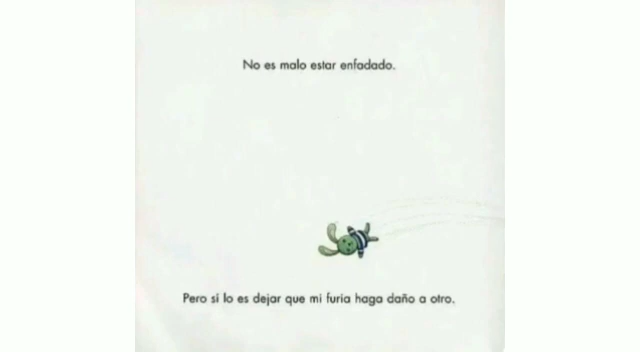 No es malo estar enfadado.
Pero sí lo es dejar que mi furia haga daño a otro.